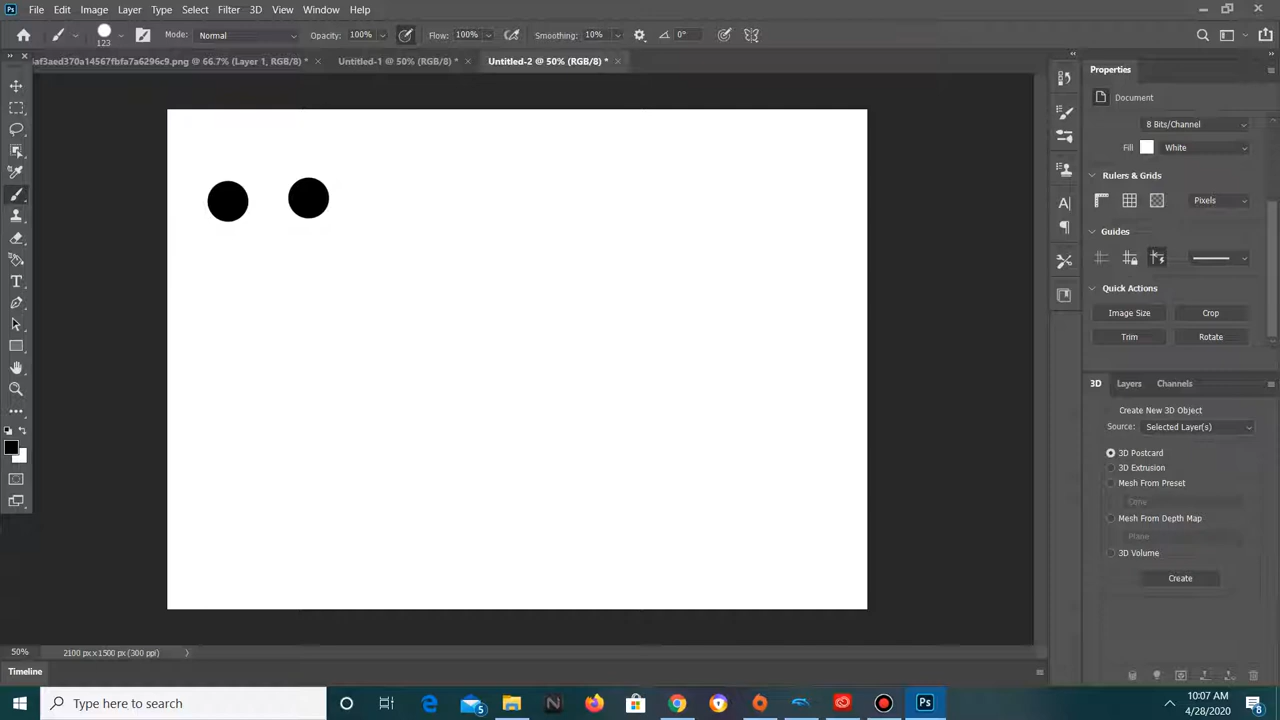 Ps File Edit Image Layer Type Select Filter 3D View Window Help
123 Mode: Normal Opacity: 100% Flow: 100% Smoothing: 10% 0°
af3aed370a14567fbfa7a6296c9.png @ 66.7% (Layer 1, RGB/8) * Untitled-1 @ 50% (RGB/8) * Untitled-2 @ 50% (RGB/8) *
Properties
Document
8 Bits/Channel
Fill White
Rulers & Grids
Pixels
Guides
Quick Actions
Image Size Crop
Trim Rotate
3D Layers Channels
Create New 3D Object
Source: Selected Layer(s)
3D Postcard
3D Extrusion
Mesh From Preset
Cone
Mesh From Depth Map
Plane
3D Volume
Create
50% 2100 px x 1500 px (300 ppi)
Timeline
Type here to search
5
Ps
10:07 AM
4/28/2020
8